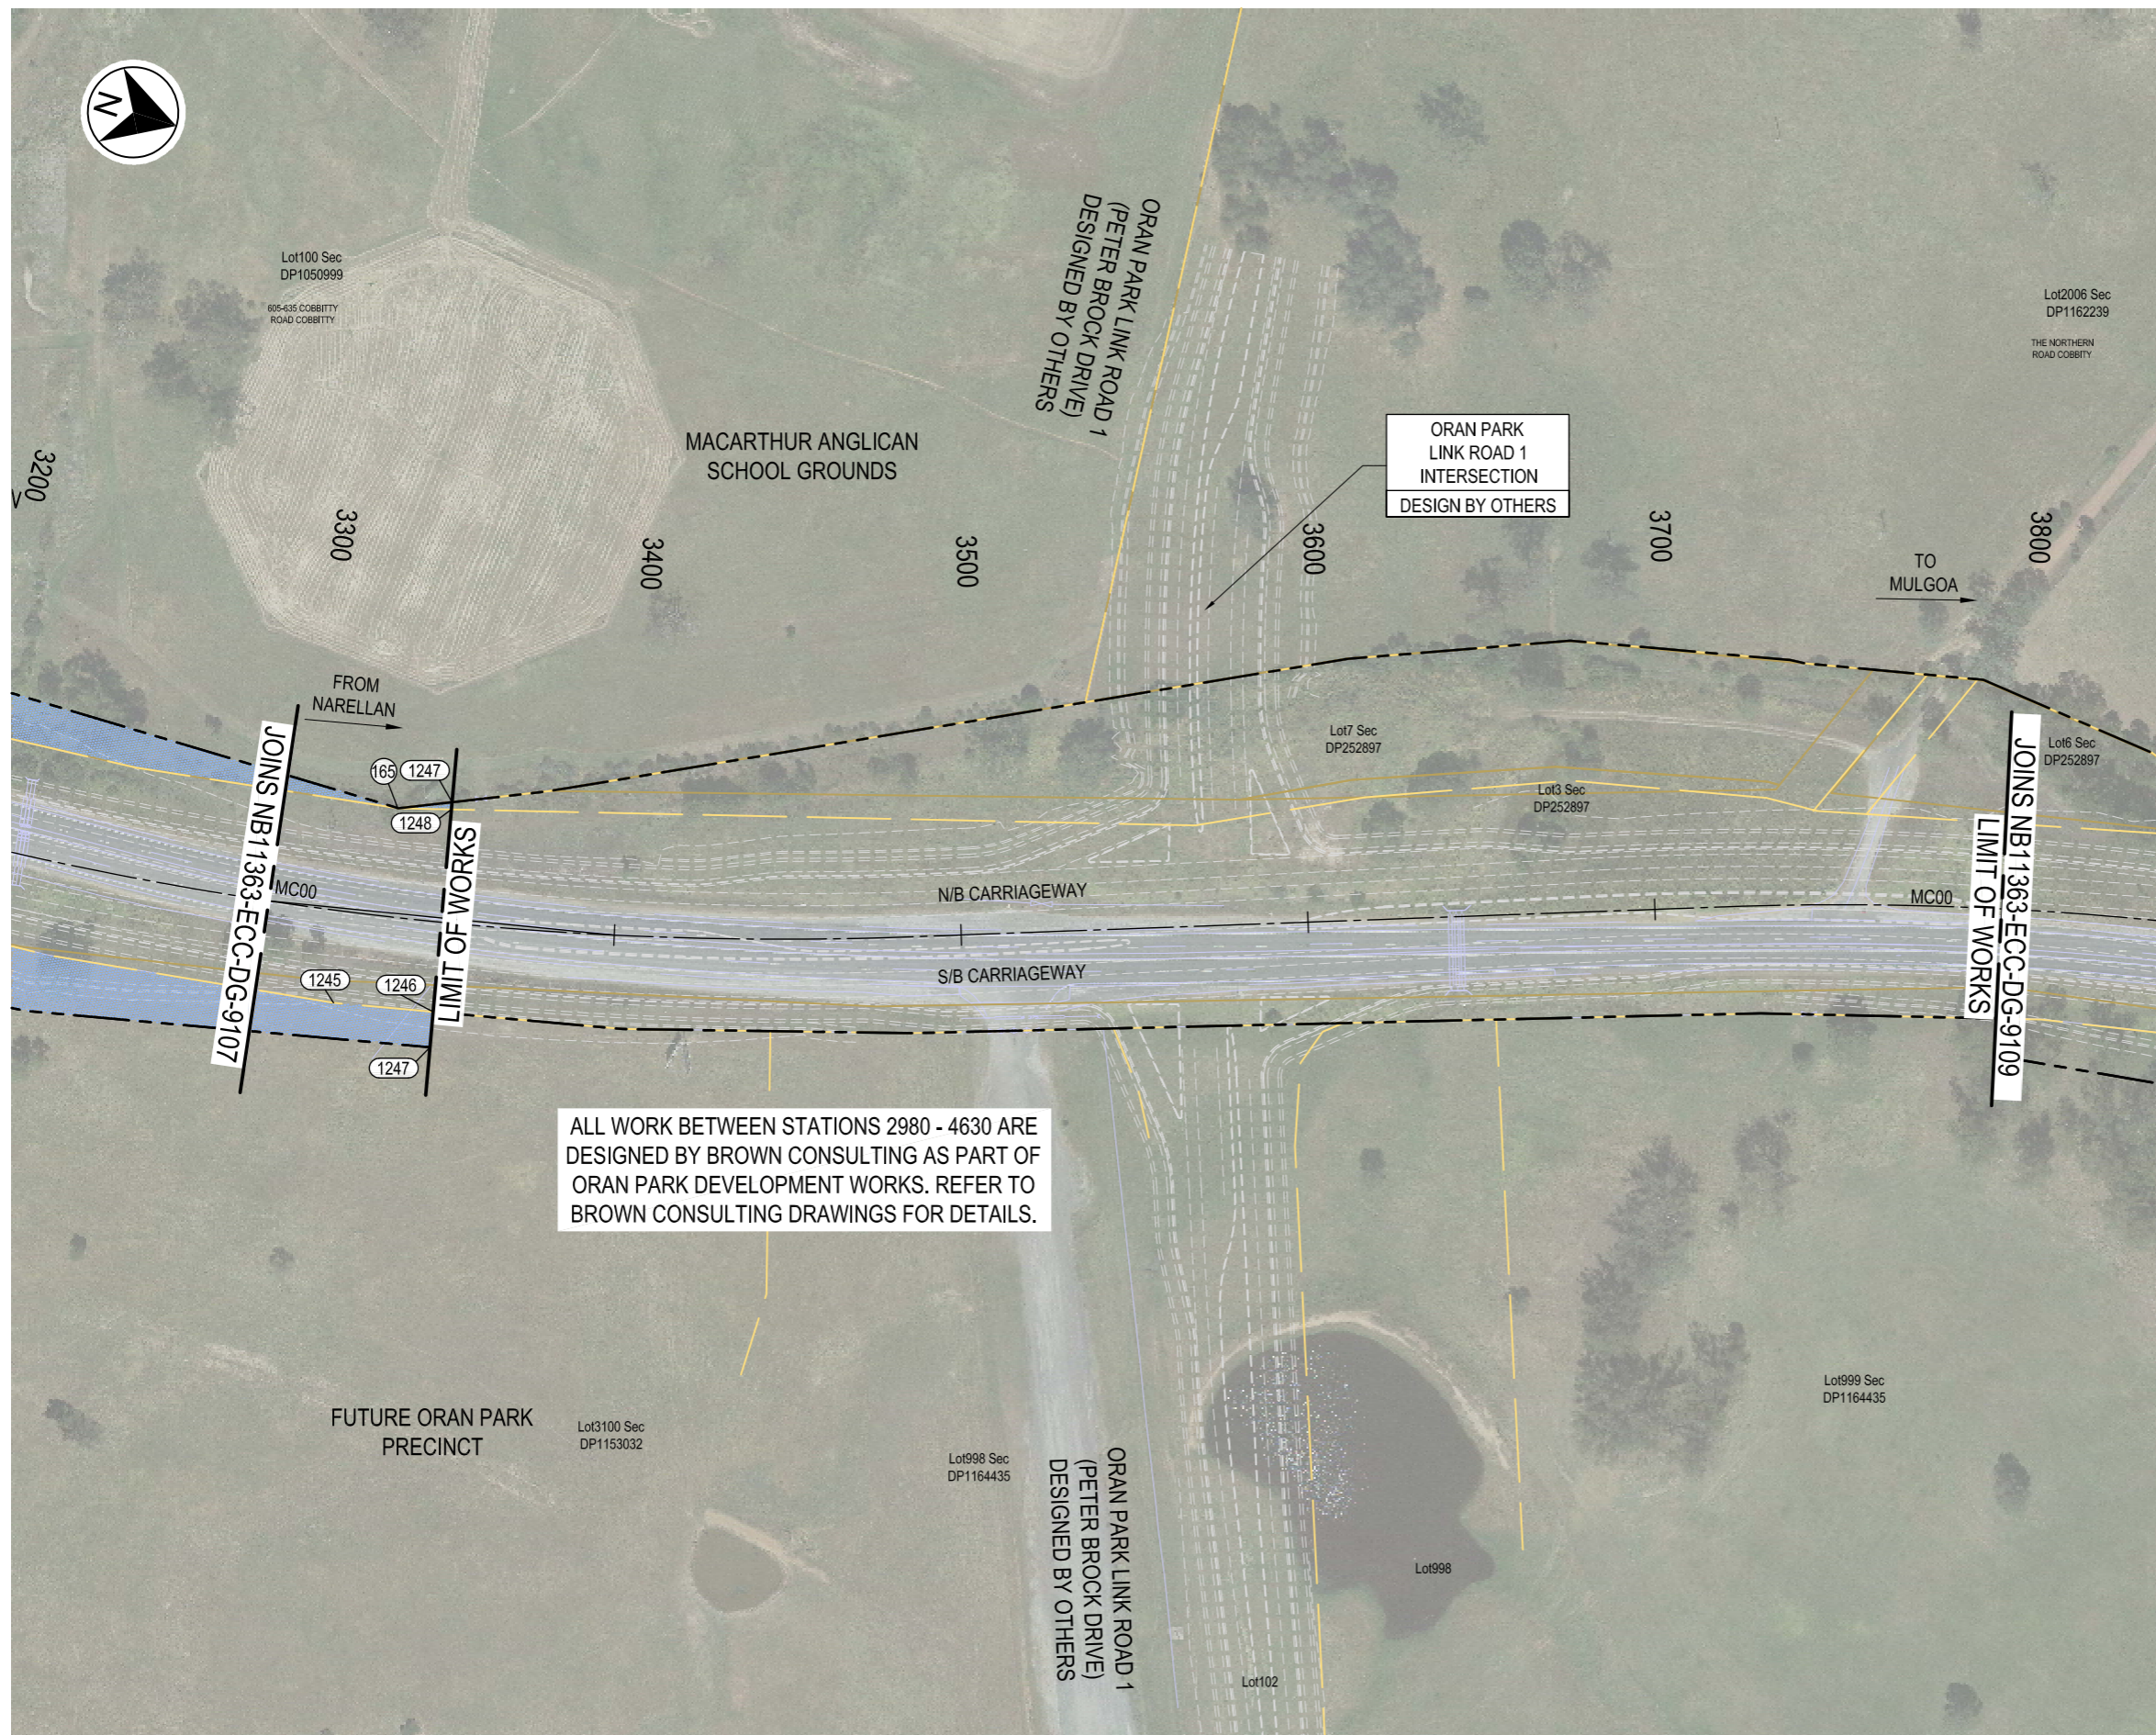 N
Lot100 Sec
DP1050999
605-635 COBBITTY
ROAD COBBITTY
MACARTHUR ANGLICAN
SCHOOL GROUNDS
ORAN PARK LINK ROAD 1
(PETER BROCK DRIVE)
DESIGNED BY OTHERS
ORAN PARK
LINK ROAD 1
INTERSECTION
DESIGN BY OTHERS
Lot2006 Sec
DP1162239
THE NORTHERN
ROAD COBBITY
3200
3300
3400
3500
3600
3700
3800
TO
MULGOA
FROM
NARELLAN
JOINS NB11363-ECC-DG-9107
165
1247
1248
LIMIT OF WORKS
MC00
1245
1246
1247
N/B CARRIAGEWAY
S/B CARRIAGEWAY
Lot7 Sec
DP252897
Lot3 Sec
DP252897
Lot6 Sec
DP252897
MC00
LIMIT OF WORKS
JOINS NB11363-ECC-DG-9109
ALL WORK BETWEEN STATIONS 2980 - 4630 ARE
DESIGNED BY BROWN CONSULTING AS PART OF
ORAN PARK DEVELOPMENT WORKS. REFER TO
BROWN CONSULTING DRAWINGS FOR DETAILS.
FUTURE ORAN PARK
PRECINCT
Lot3100 Sec
DP1153032
Lot998 Sec
DP1164435
ORAN PARK LINK ROAD 1
(PETER BROCK DRIVE)
DESIGNED BY OTHERS
Lot999 Sec
DP1164435
Lot998
Lot102